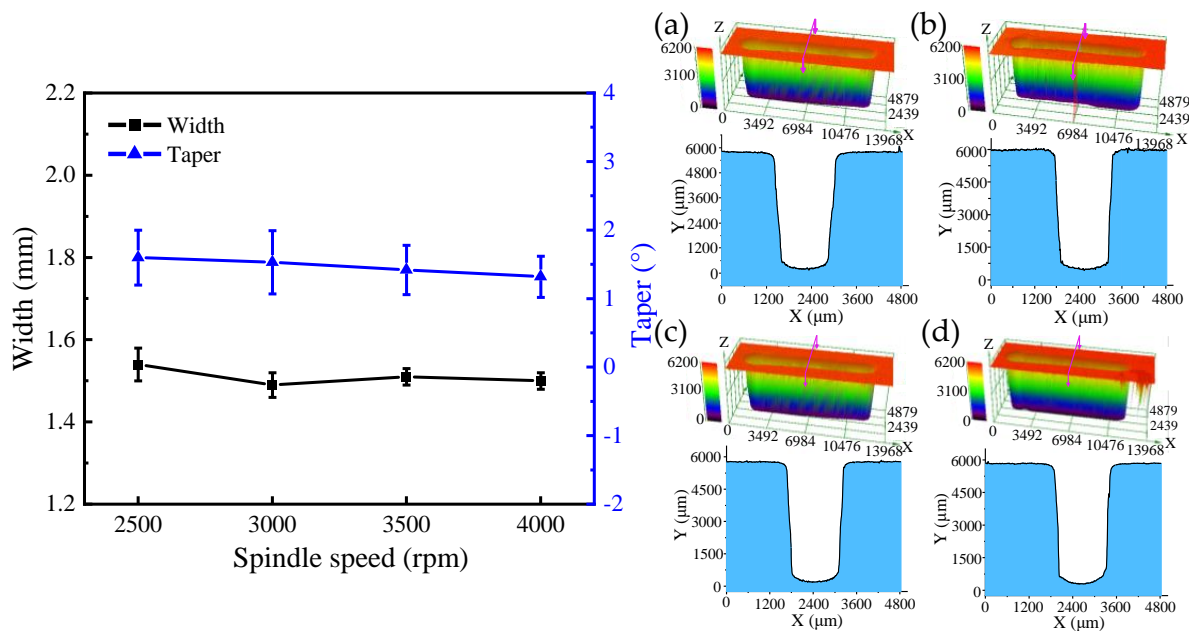 2.2
2.0
1.8
1.6
1.4
1.2
Width (mm)
Width
Taper
4
3
2
1
0
-1
-2
Taper (°)
2500 3000 3500 4000
Spindle speed (rpm)
(a)
Z
6200
3100
0
0
3492
6984
10476
13968
X
4879
2439
6000
4800
3600
2400
1200
0
Y (μm)
0 1200 2400 3600 4800
X (μm)
(b)
Z
6200
3100
0
0
3492
6984
10476
13968
X
4879
2439
6000
4500
3000
1500
0
Y (μm)
0 1200 2400 3600 4800
X (μm)
(c)
Z
6200
3100
0
0
3492
6984
10476
13968
X
4879
2439
6000
4500
3000
1500
0
Y (μm)
0 1200 2400 3600 4800
X (μm)
(d)
Z
6200
3100
0
0
3492
6984
10476
13968
X
4879
2439
6000
4500
3000
1500
0
Y (μm)
0 1200 2400 3600 4800
X (μm)